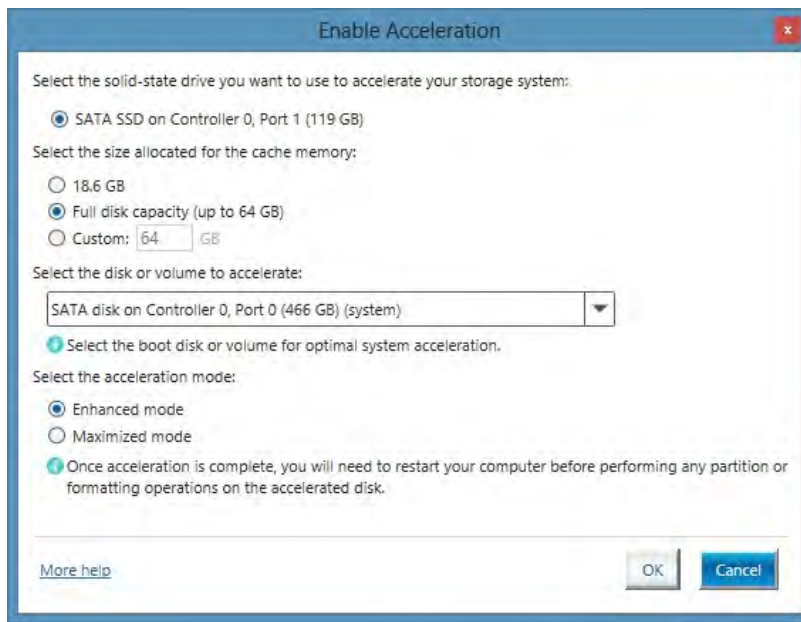 Enable Acceleration
x
Select the solid-state drive you want to use to accelerate your storage system:
SATA SSD on Controller 0, Port 1 (119 GB)
Select the size allocated for the cache memory:
18.6 GB
Full disk capacity (up to 64 GB)
Custom: 64 GB
Select the disk or volume to accelerate:
SATA disk on Controller 0, Port 0 (466 GB) (system)
Select the boot disk or volume for optimal system acceleration.
Select the acceleration mode:
Enhanced mode
Maximized mode
Once acceleration is complete, you will need to restart your computer before performing any partition or
formatting operations on the accelerated disk.
More help OK Cancel